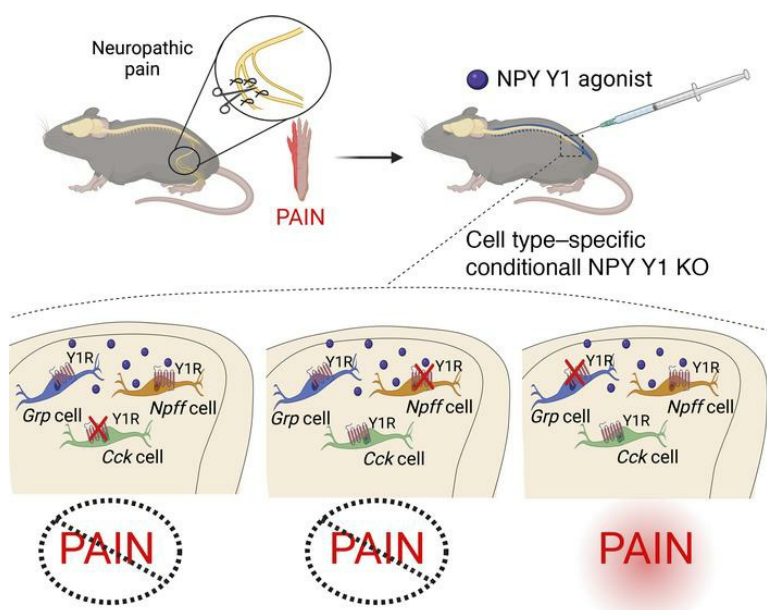 Neuropathic
pain
PAIN
NPY Y1 agonist
Cell type–specific
conditionall NPY Y1 KO
Y1R
Y1R
Grp cell
Npff cell
Y1R
Cck cell
Y1R
Y1R
Grp cell
Npff cell
Y1R
Cck cell
Y1R
Y1R
Grp cell
Npff cell
Y1R
Cck cell
PAIN
PAIN
PAIN